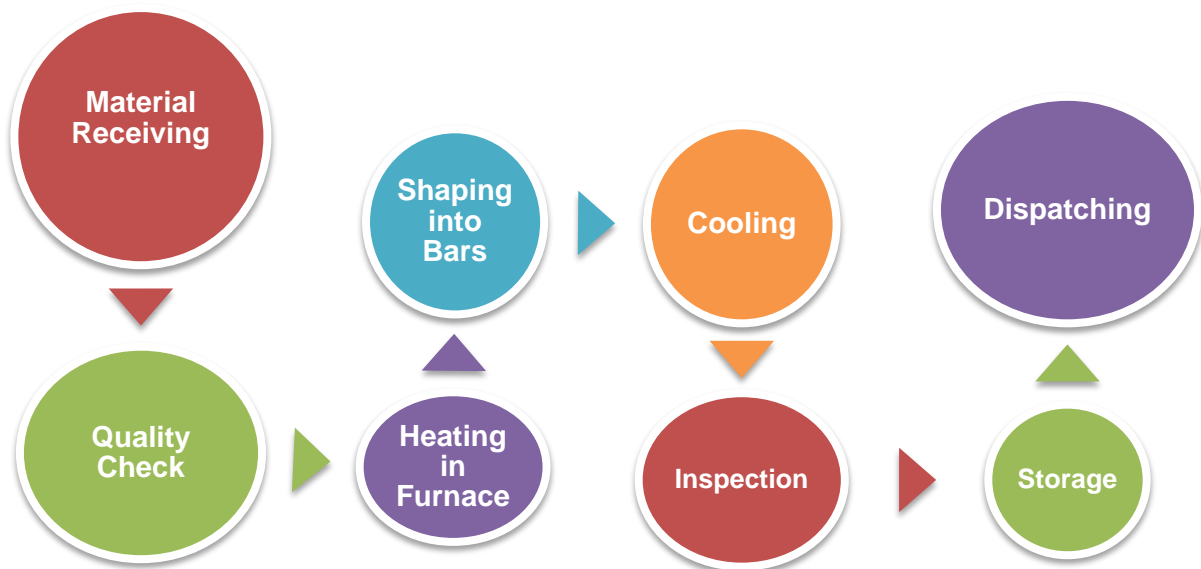 Material
Receiving
Quality
Check
Heating
in
Furnace
Shaping
into
Bars
Cooling
Inspection
Storage
Dispatching